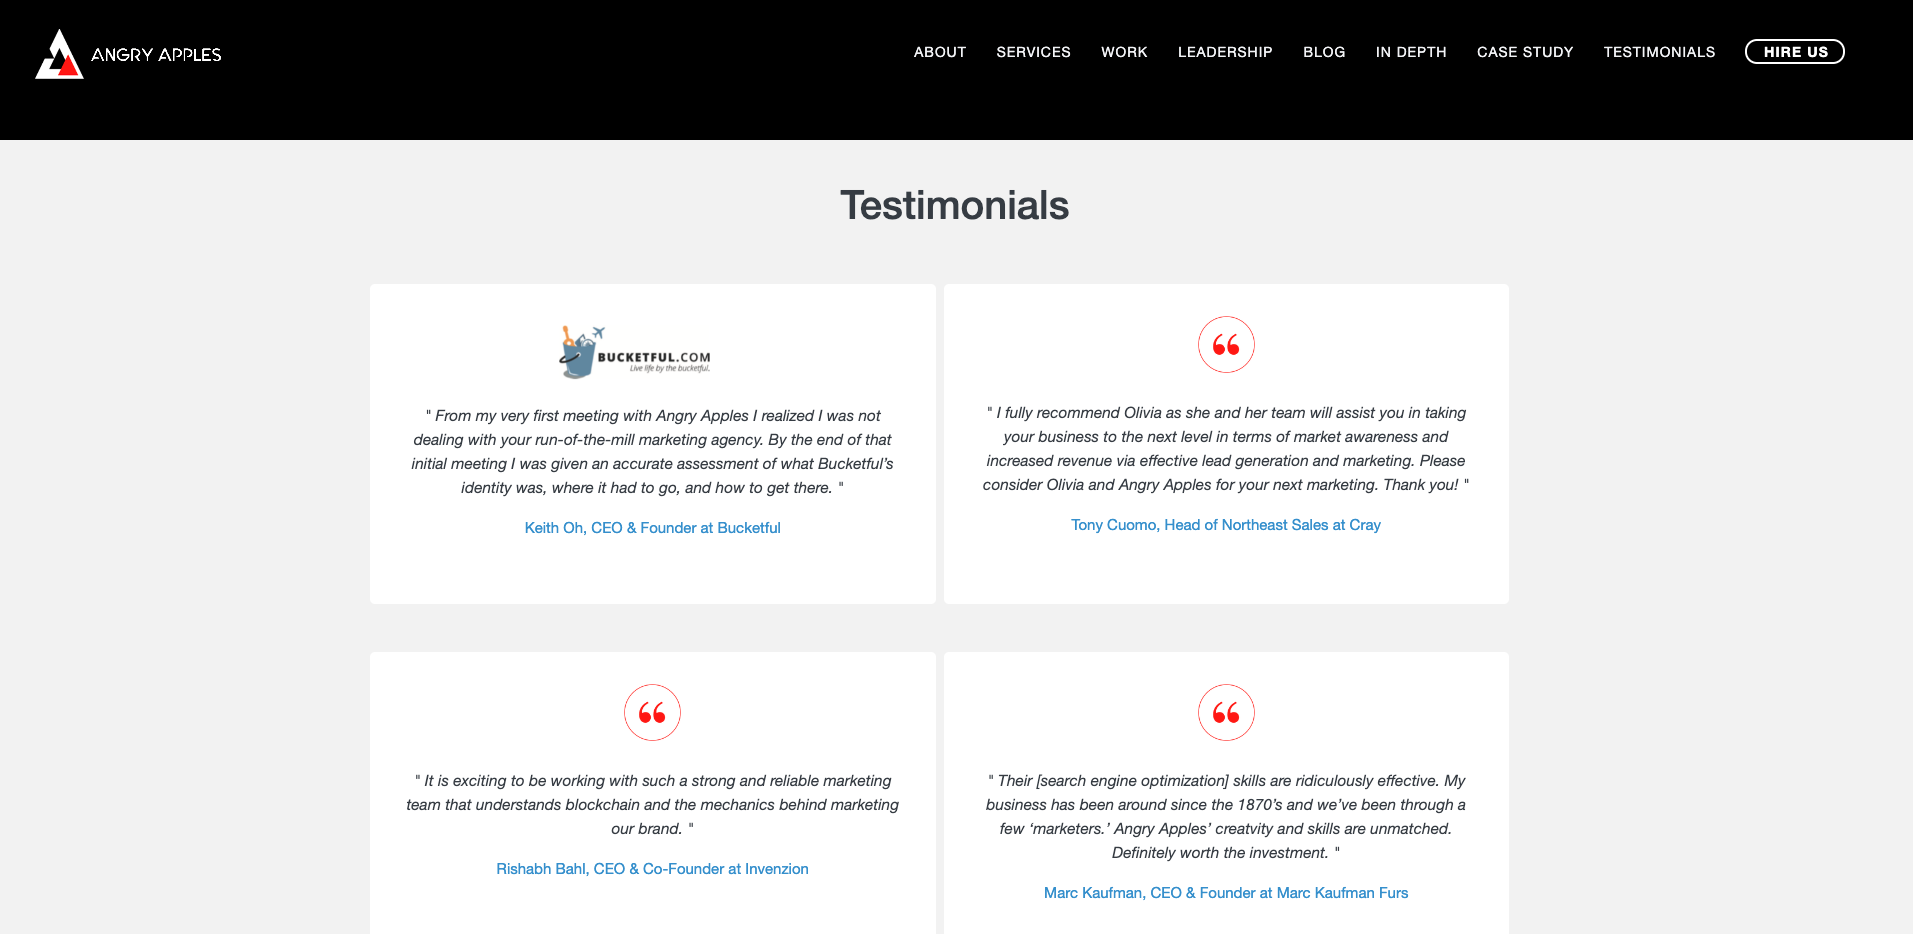 ANGRY APPLES
ABOUT SERVICES WORK LEADERSHIP BLOG IN DEPTH CASE STUDY TESTIMONIALS HIRE US
Testimonials
BUCKETFUL.COM
Live life by the bucketful.
" From my very first meeting with Angry Apples I realized I was not
dealing with your run-of-the-mill marketing agency. By the end of that
initial meeting I was given an accurate assessment of what Bucketful’s
identity was, where it had to go, and how to get there. "
Keith Oh, CEO & Founder at Bucketful
" I fully recommend Olivia as she and her team will assist you in taking
your business to the next level in terms of market awareness and
increased revenue via effective lead generation and marketing. Please
consider Olivia and Angry Apples for your next marketing. Thank you! "
Tony Cuomo, Head of Northeast Sales at Cray
" It is exciting to be working with such a strong and reliable marketing
team that understands blockchain and the mechanics behind marketing
our brand. "
Rishabh Bahl, CEO & Co-Founder at Invenzion
" Their [search engine optimization] skills are ridiculously effective. My
business has been around since the 1870’s and we’ve been through a
few ‘marketers.’ Angry Apples’ creatvity and skills are unmatched.
Definitely worth the investment. "
Marc Kaufman, CEO & Founder at Marc Kaufman Furs